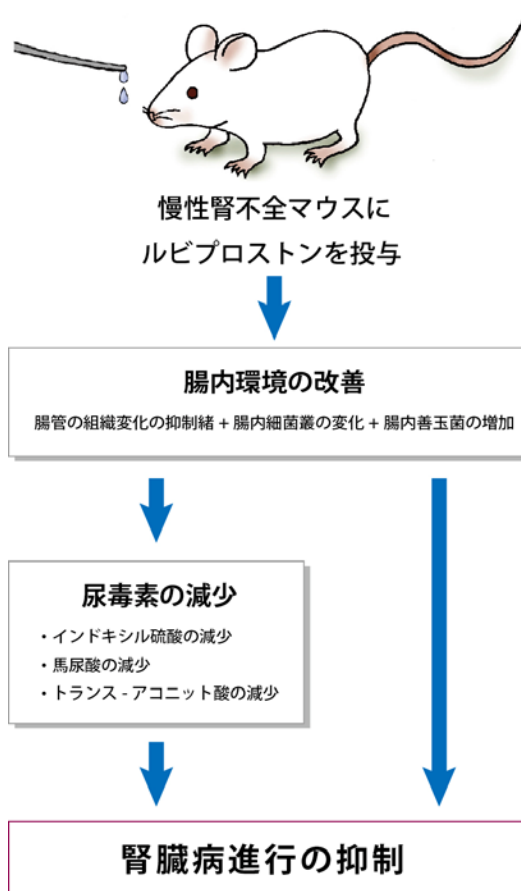 慢性腎不全マウスに
ルビプロストンを投与
腸内環境の改善
腸管の組織変化の抑制緒 + 腸内細菌叢の変化 + 腸内善玉菌の増加
尿毒素の減少
・インドキシル硫酸の減少
・馬尿酸の減少
・トランス - アコニット酸の減少
腎臓病進行の抑制